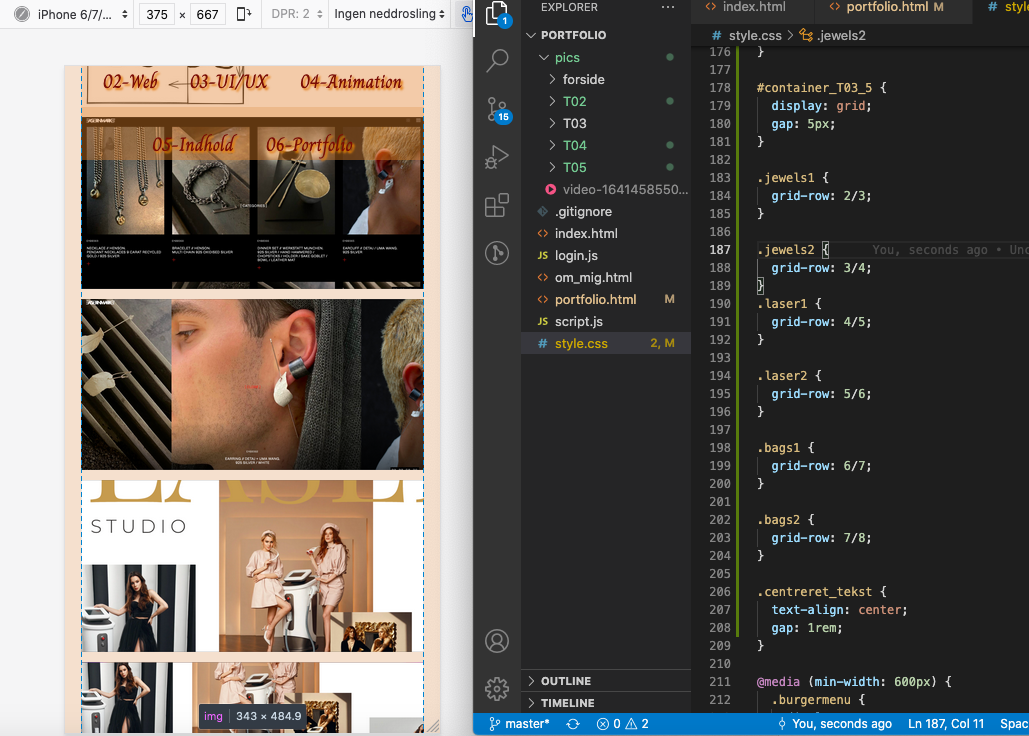 iPhone 6/7/... 375 × 667 DPR: 2 Ingen neddrosling
02-Web 03-UI/UX 04-Animation
05-Indhold 06-Portfolio
[CATEGORIES]
STUDIO
img 343 × 484.9
1
15
EXPLORER ...
PORTFOLIO
pics
forside
T02
T03
T04
T05
video-1641458550...
.gitignore
index.html
JS login.js
om_mig.html
portfolio.html M
JS script.js
# style.css 2, M
OUTLINE
TIMELINE
index.html portfolio.html M # style
# style.css > .jewels2
176 }
177
178 #container_T03_5 {
179 display: grid;
180 gap: 5px;
181 }
182
183 .jewels1 {
184 grid-row: 2/3;
185 }
186
187 .jewels2 { You, seconds ago • Unc
188 grid-row: 3/4;
189 }
190 .laser1 {
191 grid-row: 4/5;
192 }
193
194 .laser2 {
195 grid-row: 5/6;
196 }
197
198 .bags1 {
199 grid-row: 6/7;
200 }
201
202 .bags2 {
203 grid-row: 7/8;
204 }
205
206 .centreret_tekst {
207 text-align: center;
208 gap: 1rem;
209 }
210
211 @media (min-width: 600px) {
212 .burgermenu {
master* 0 2 You, seconds ago Ln 187, Col 11 Spac